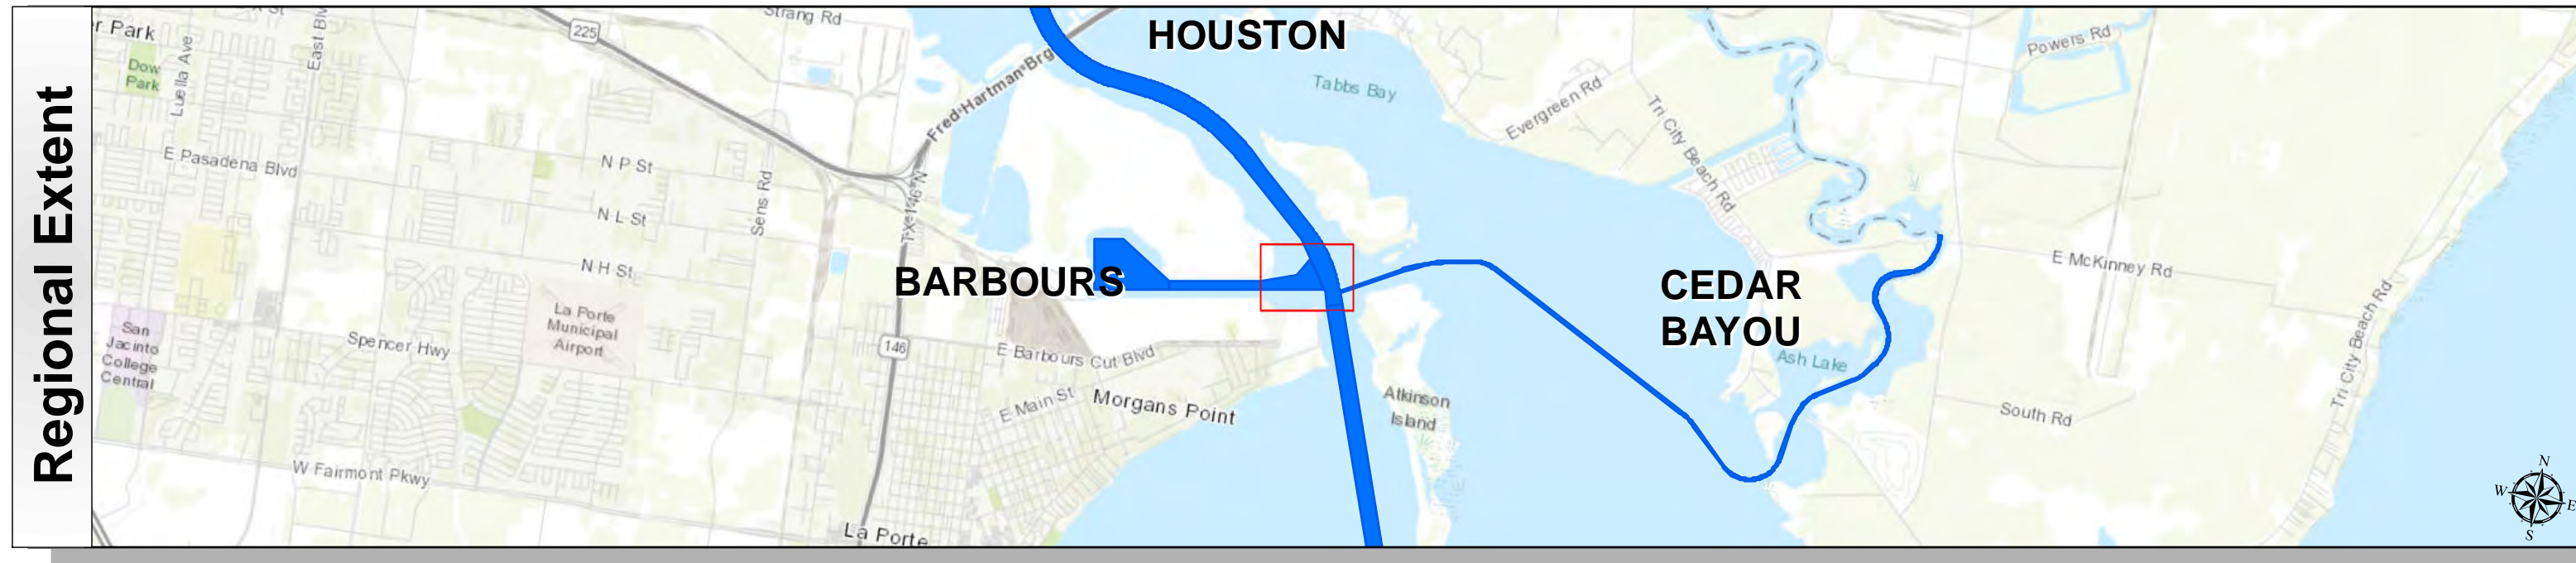 Regional Extent
r Park
Dow
Park
Luella Ave
East Blv
225
Strang Rd
E Pasadena Blvd
N P St
N L St
N H St
Sens Rd
TX-146 N
Fred Hartman Brg
HOUSTON
Tabbs Bay
Evergreen Rd
Tri City Beach Rd
Powers Rd
BARBOURS
CEDAR
BAYOU
E McKinney Rd
San
Jacinto
College
Central
Spencer Hwy
La Porte
Municipal
Airport
146
E Barbours Cut Blvd
E Main St
Morgans Point
Atkinson
Island
Ash Lake
South Rd
Tri City Beach Rd
W Fairmont Pkwy
La Porte
N
W
E
S